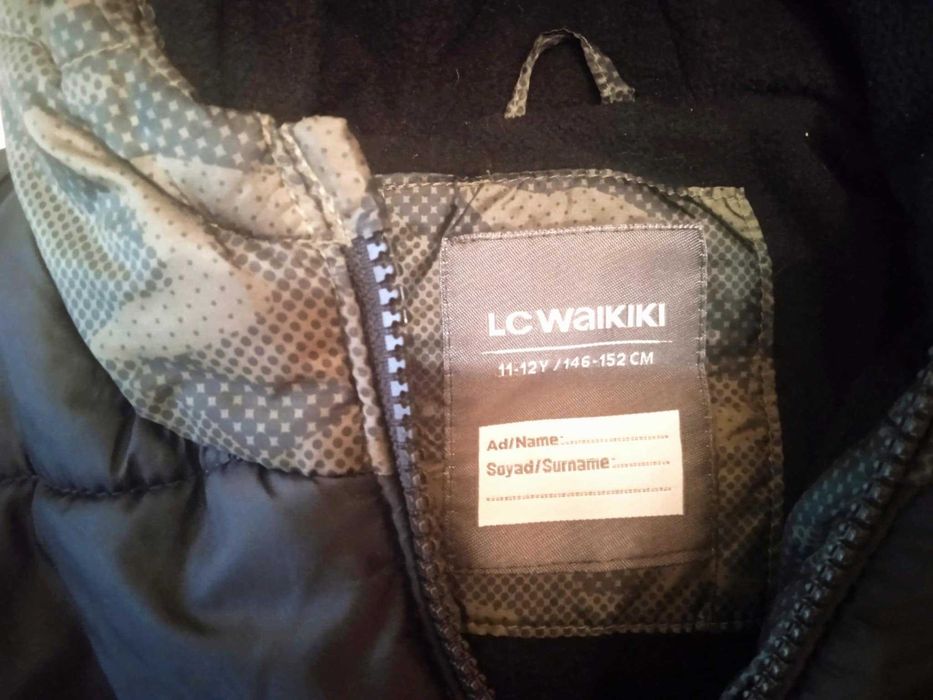 LC WAIKIKI
11-12Y / 146-152 CM
Ad/Name:
Soyad/Surname: